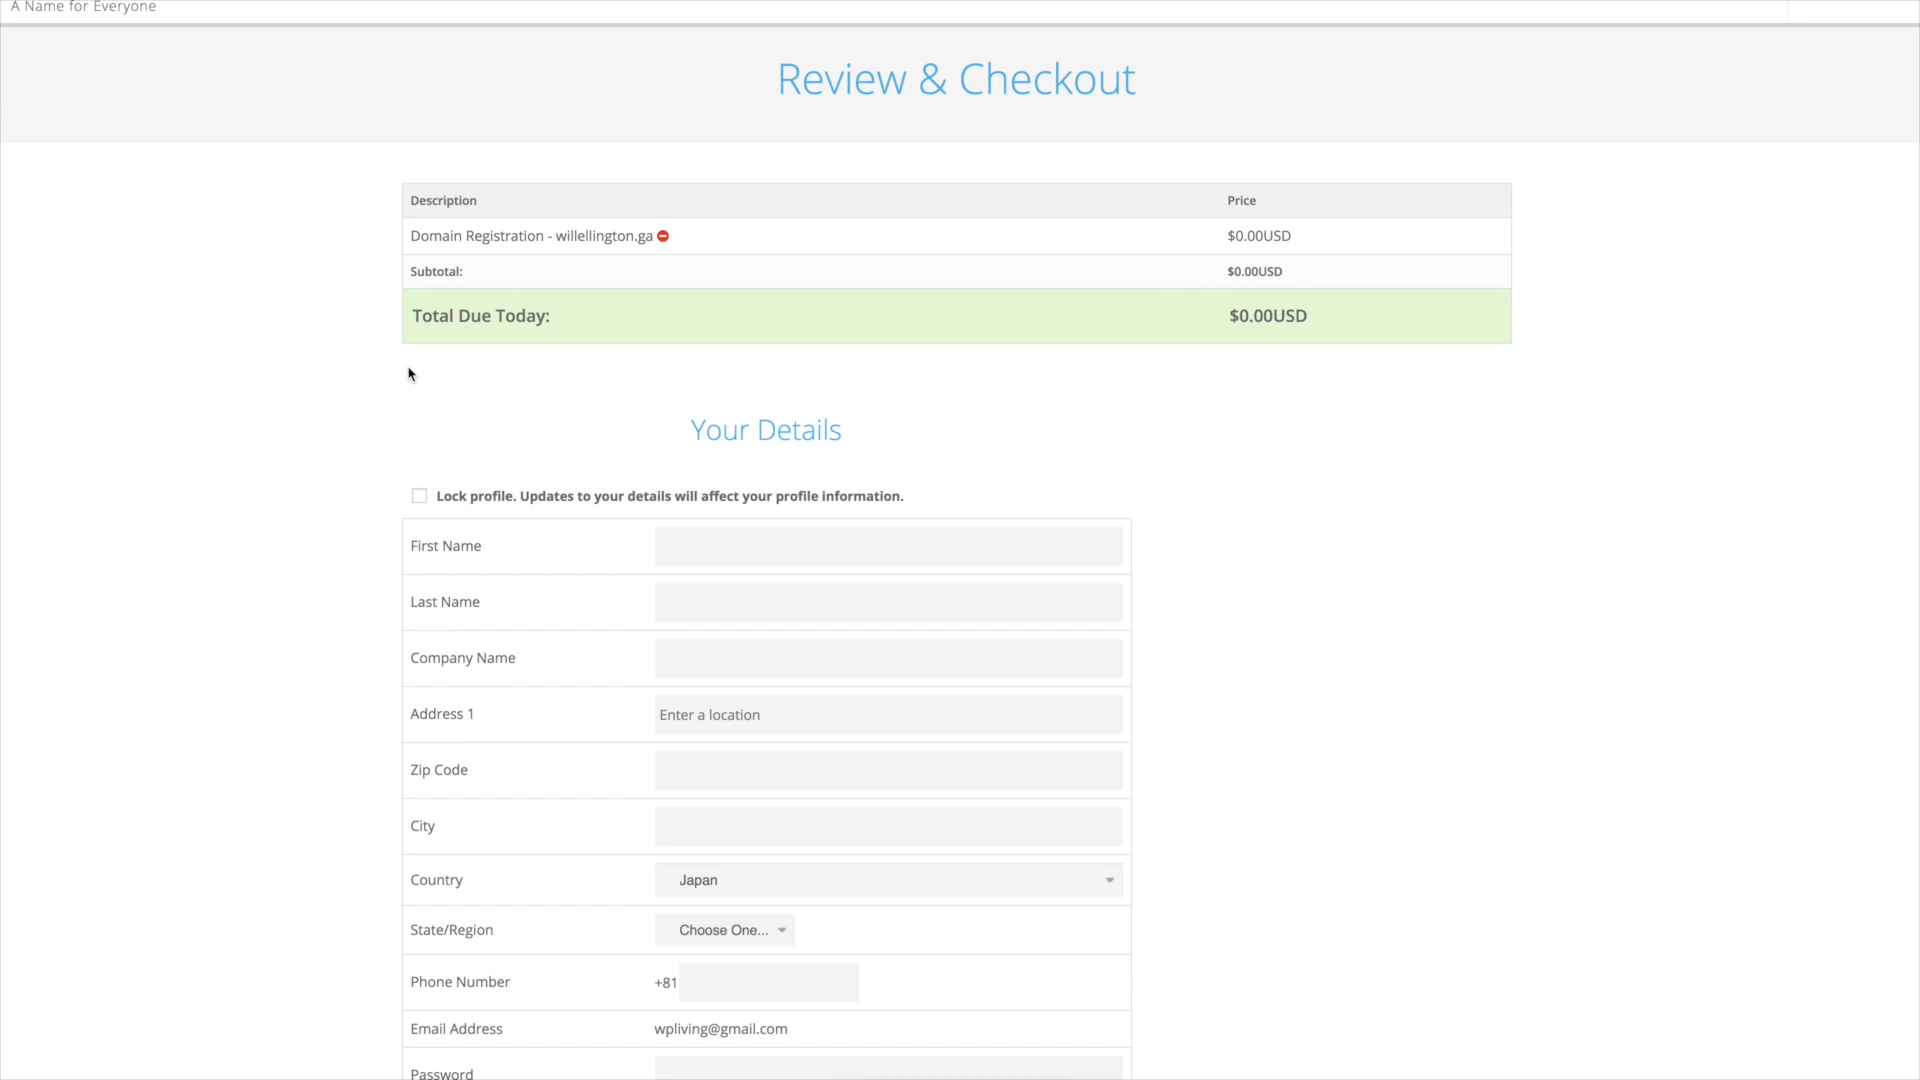 A Name for Everyone
Review & Checkout
Description Price
Domain Registration - willellington.ga $0.00USD
Subtotal: $0.00USD
Total Due Today: $0.00USD
Your Details
Lock profile. Updates to your details will affect your profile information.
First Name
Last Name
Company Name
Address 1 Enter a location
Zip Code
City
Country Japan
State/Region Choose One...
Phone Number +81
Email Address wpliving@gmail.com
Password